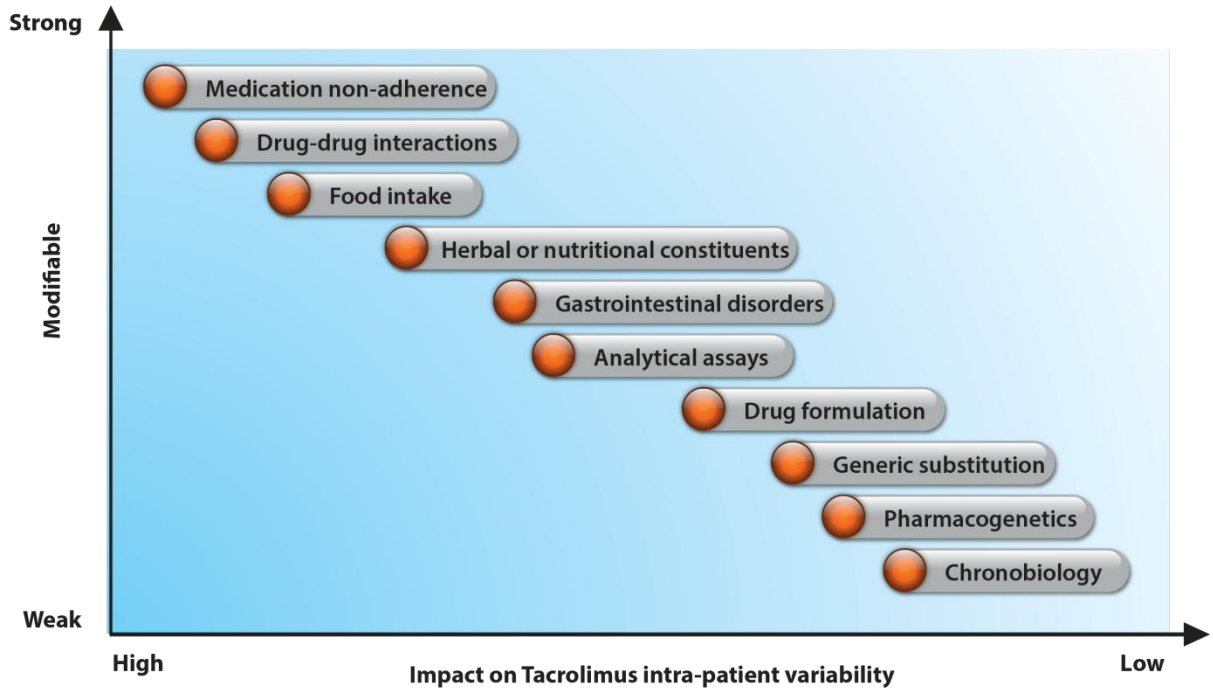 Strong
Medication non-adherence
Drug-drug interactions
Food intake
Herbal or nutritional constituents
Gastrointestinal disorders
Analytical assays
Drug formulation
Generic substitution
Pharmacogenetics
Chronobiology
Modifiable
Weak
High
Impact on Tacrolimus intra-patient variability
Low